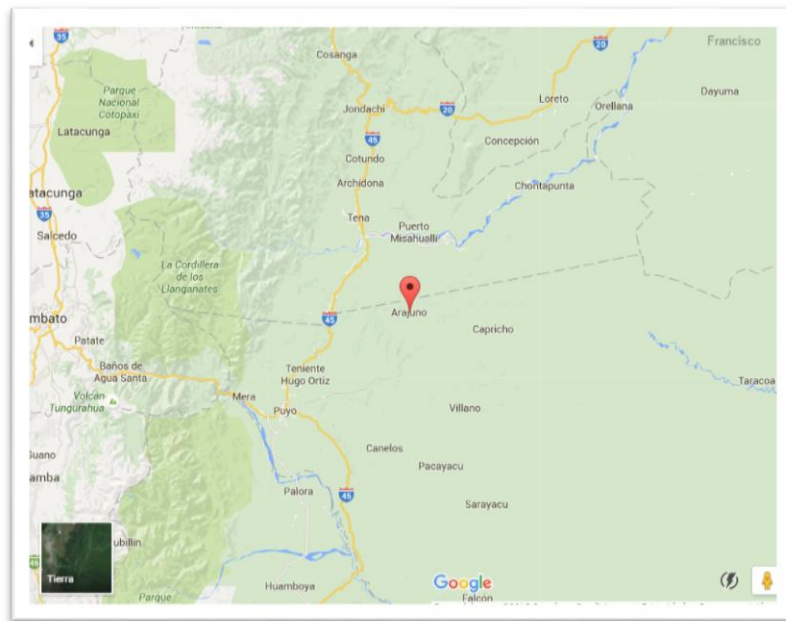 35
20
Francisco
Cosanga
Parque
Nacional
Cotopaxi
Dayuma
Loreto
Orellana
Jondachi
20
Latacunga
45
Concepción
Cotundo
Archidona
Chontapunta
atacunga
35
Tena
Puerto
Misahualli
Salcedo
La Cordillera
de los
Llanganates
Arajuno
mbato
45
Capricho
Patate
Baños de
Agua Santa
Teniente
Hugo Ortiz
Taracoa
Volcán
Tungurahua
Mera
Puyo
Villano
Guano
Canelos
amba
Pacayacu
Palora
45
Sarayacu
ubillin
Tierra
Google
Huamboya
Parque
Falcón